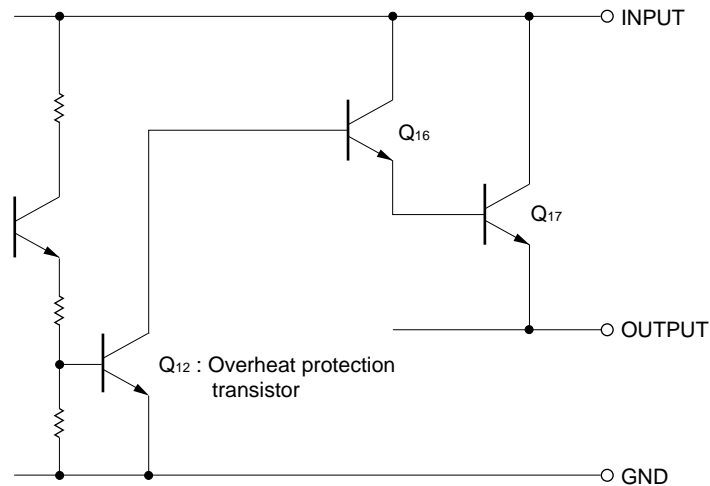 INPUT
Q16
Q17
OUTPUT
Q12 : Overheat protection
transistor
GND